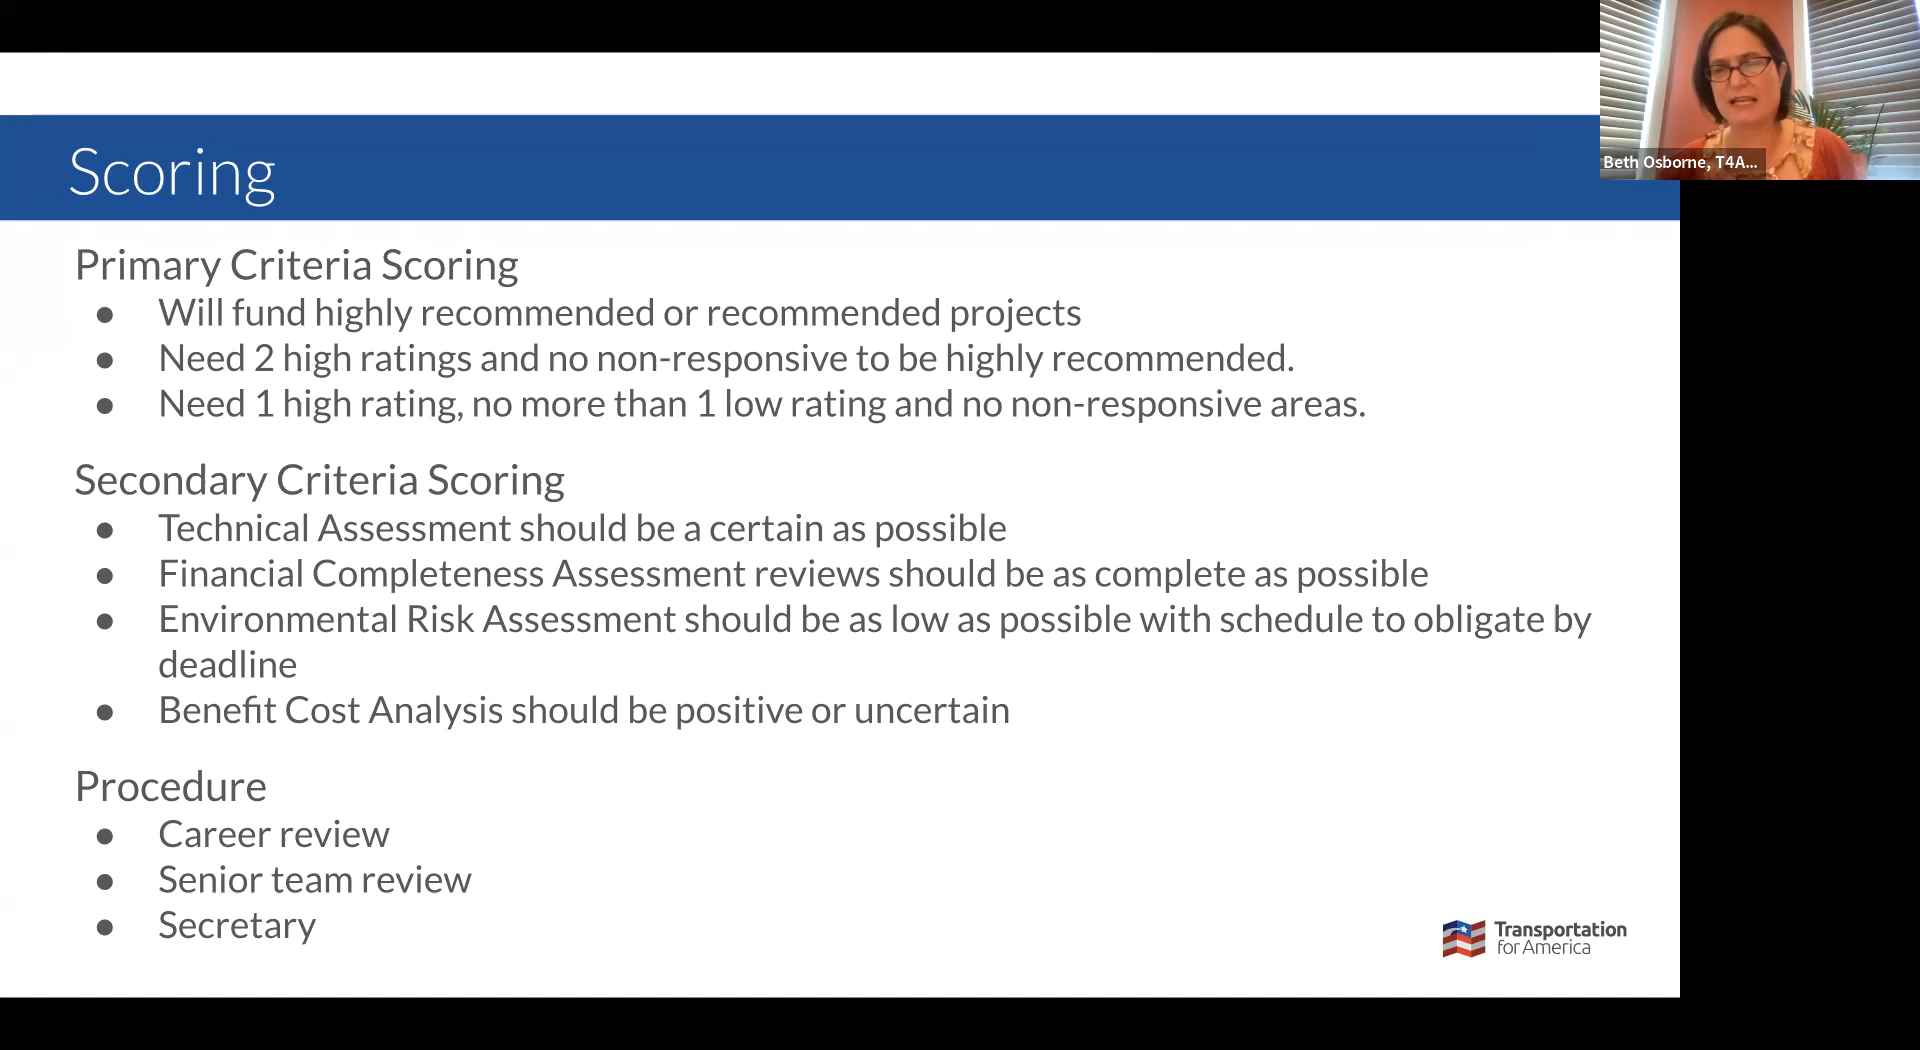 Beth Osborne, T4A...
Scoring
Primary Criteria Scoring
● Will fund highly recommended or recommended projects
● Need 2 high ratings and no non-responsive to be highly recommended.
● Need 1 high rating, no more than 1 low rating and no non-responsive areas.
Secondary Criteria Scoring
● Technical Assessment should be a certain as possible
● Financial Completeness Assessment reviews should be as complete as possible
● Environmental Risk Assessment should be as low as possible with schedule to obligate by
deadline
● Benefit Cost Analysis should be positive or uncertain
Procedure
● Career review
● Senior team review
● Secretary
Transportation
for America